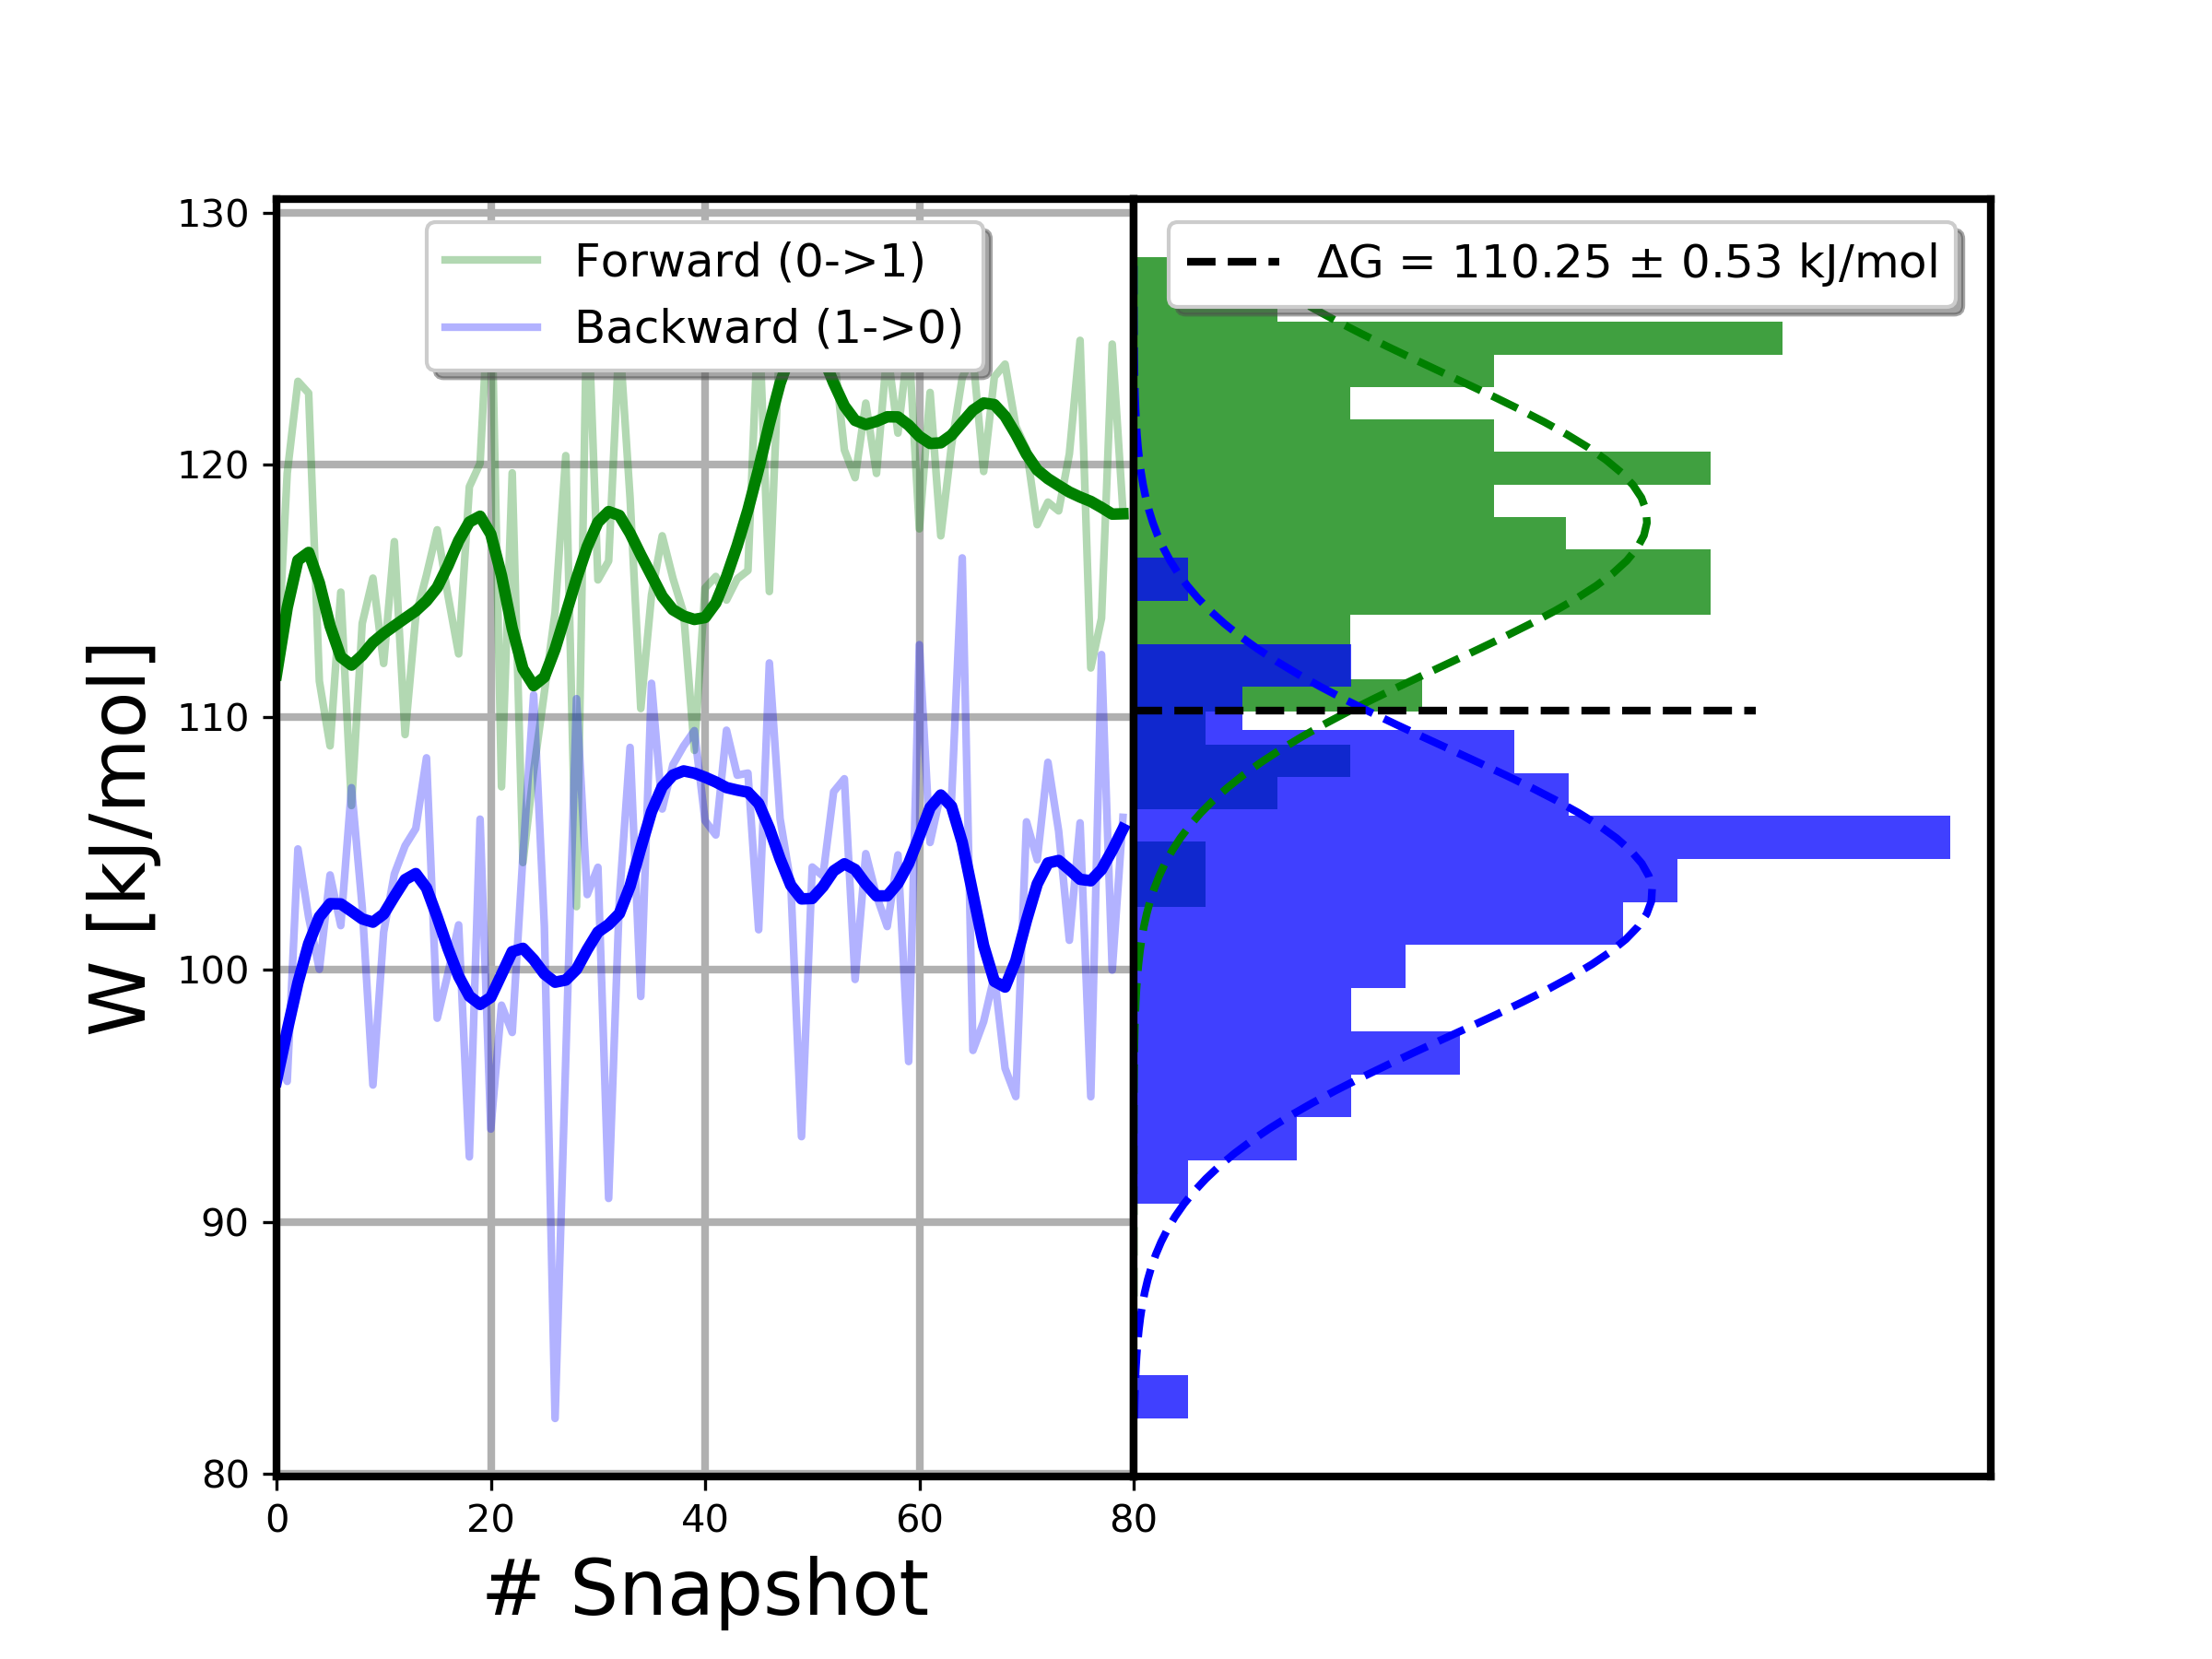 130
120
110
100
90
80
W [kJ/mol]
Forward (0->1)
Backward (1->0)
ΔG = 110.25 ± 0.53 kJ/mol
0 20 40 60 80
# Snapshot